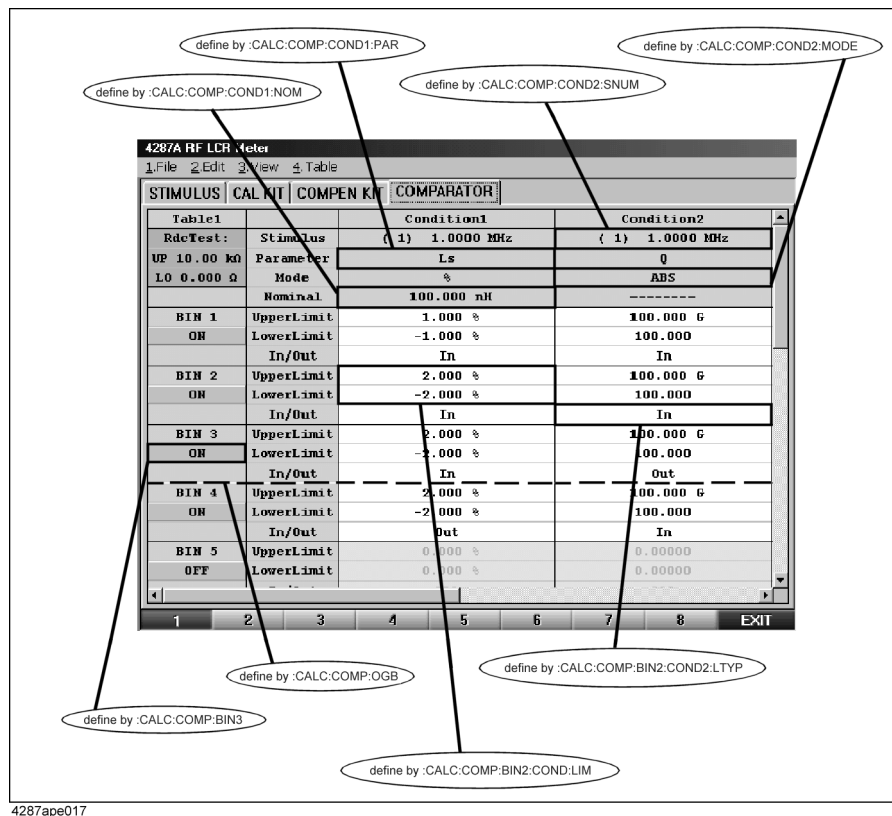 define by :CALC:COMP:COND1:PAR
define by :CALC:COMP:COND2:MODE
define by :CALC:COMP:COND1:NOM
define by :CALC:COMP:COND2:SNUM
4287A RF LCR Meter
1.File 2.Edit 3.View 4.Table
STIMULUS CAL KIT COMPEN KIT COMPARATOR
Table1 Condition1 Condition2
RdcTest: Stimulus ( 1) 1.0000 MHz ( 1) 1.0000 MHz
UP 10.00 kΩ Parameter Ls Q
LO 0.000 Ω Mode % ABS
Nominal 100.000 nH --------
BIN 1 UpperLimit 1.000 % 100.000 G
ON LowerLimit -1.000 % 100.000
In/Out In In
BIN 2 UpperLimit 2.000 % 100.000 G
ON LowerLimit -2.000 % 100.000
In/Out In In
BIN 3 UpperLimit 2.000 % 100.000 G
ON LowerLimit -2.000 % 100.000
In/Out In Out
BIN 4 UpperLimit 2.000 % 100.000 G
ON LowerLimit -2.000 % 100.000
In/Out Out In
BIN 5 UpperLimit 0.000 % 0.00000
OFF LowerLimit 0.000 % 0.00000
1 2 3 4 5 6 7 8 EXIT
define by :CALC:COMP:OGB
define by :CALC:COMP:BIN2:COND2:LTYP
define by :CALC:COMP:BIN3
define by :CALC:COMP:BIN2:COND:LIM
4287ape017